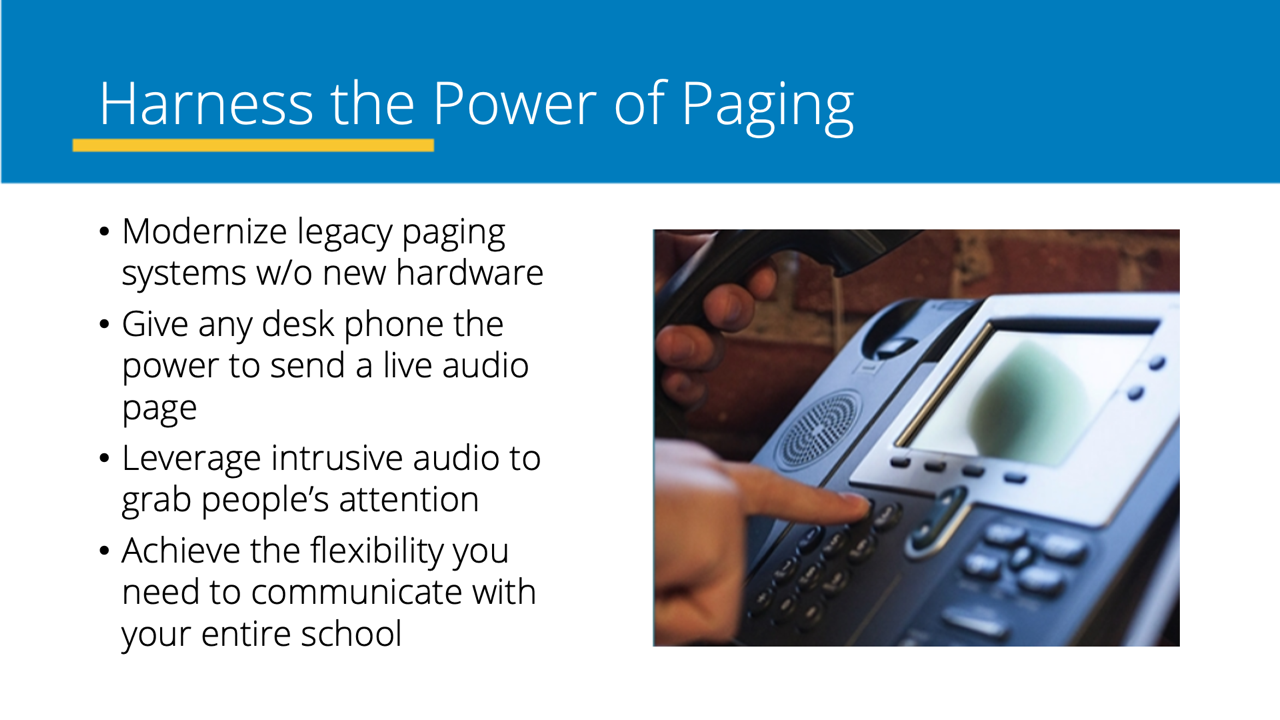 Harness the Power of Paging
• Modernize legacy paging
systems w/o new hardware
• Give any desk phone the
power to send a live audio
page
• Leverage intrusive audio to
grab people’s attention
• Achieve the flexibility you
need to communicate with
your entire school